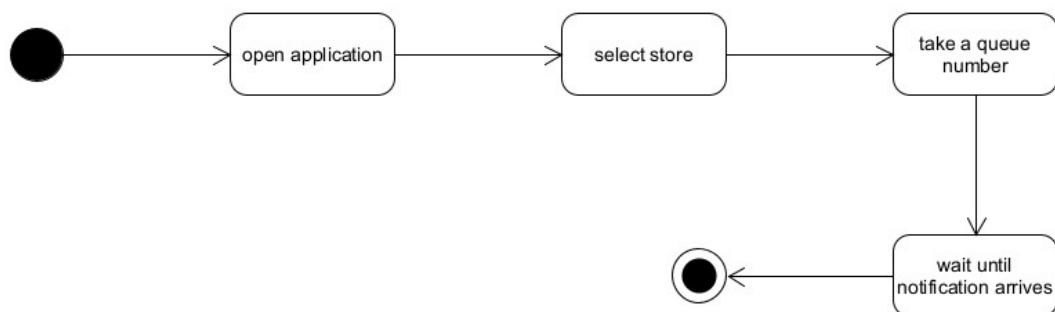 open application
select store
take a queue
number
wait until
notification arrives